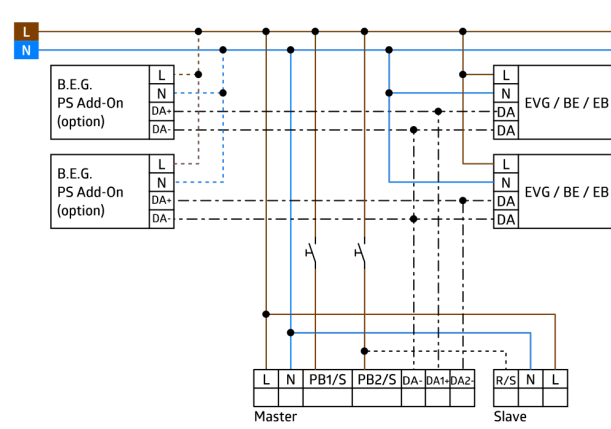 L
N
B.E.G.
PS Add-On
(option)
L
N
DA+
DA-
L
N
DA
DA
EVG / BE / EB
B.E.G.
PS Add-On
(option)
L
N
DA+
DA-
L
N
DA
DA
EVG / BE / EB
L N PB1/S PB2/S DA- DA1+ DA2-
R/S N L
Master
Slave